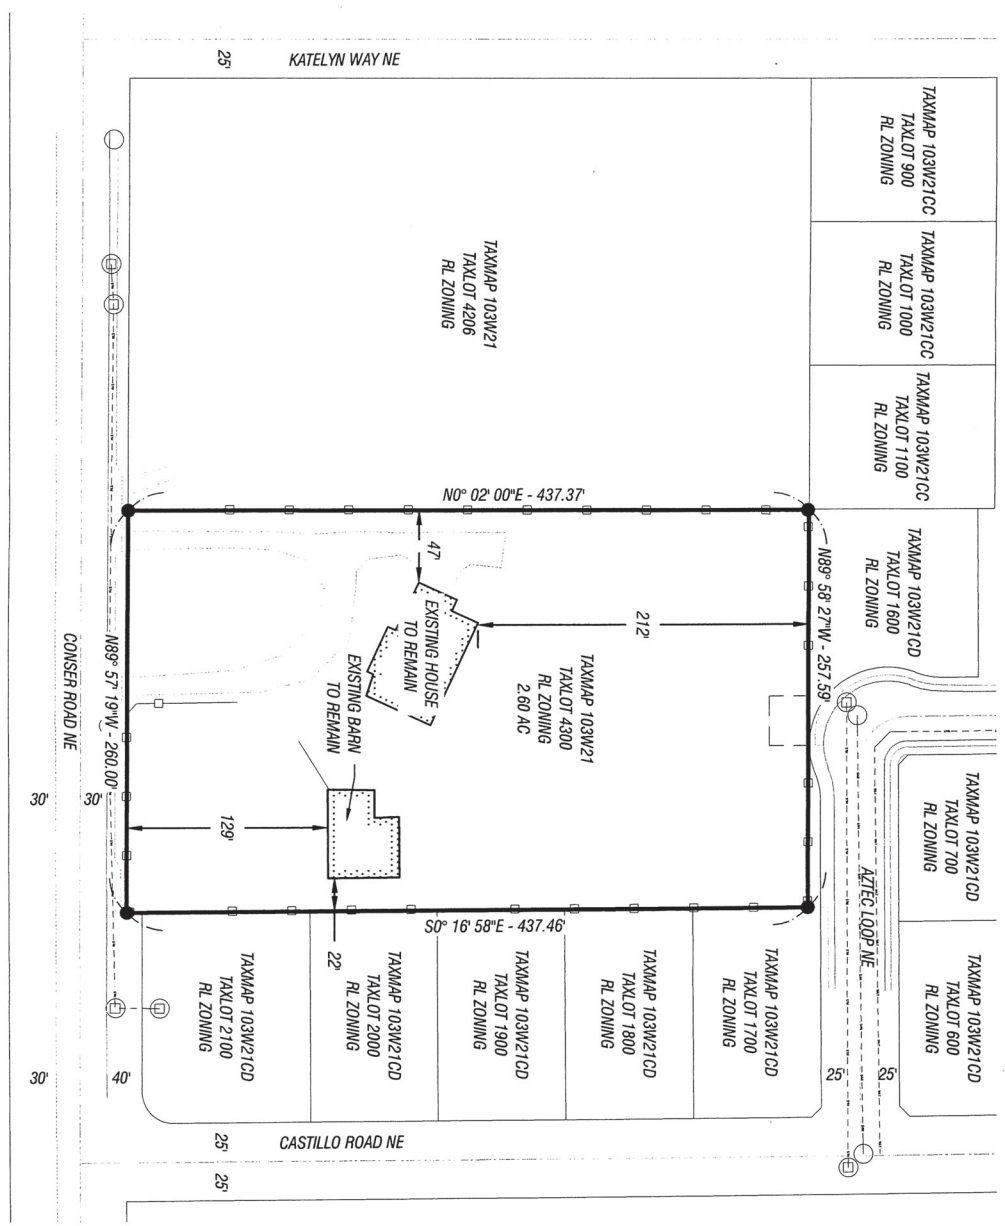 25'
KATELYN WAY NE
TAXMAP 103W21CC
TAXLOT 900
RL ZONING
TAXMAP 103W21CC
TAXLOT 1000
RL ZONING
TAXMAP 103W21CC
TAXLOT 1100
RL ZONING
TAXMAP 103W21
TAXLOT 4206
RL ZONING
N0° 02' 00"E - 437.37'
47'
212'
N89° 58' 27"W - 257.59'
TAXMAP 103W21CD
TAXLOT 1600
RL ZONING
EXISTING HOUSE
TO REMAIN
EXISTING BARN
TO REMAIN
TAXMAP 103W21
TAXLOT 4300
RL ZONING
2.60 AC
CONSER ROAD NE
N89° 57' 19"W - 260.00'
30'
30'
129'
TAXMAP 103W21CD
TAXLOT 700
RL ZONING
AZTEC LOOP NE
S0° 16' 58"E - 437.46'
22'
TAXMAP 103W21CD
TAXLOT 2100
RL ZONING
TAXMAP 103W21CD
TAXLOT 2000
RL ZONING
TAXMAP 103W21CD
TAXLOT 1900
RL ZONING
TAXMAP 103W21CD
TAXLOT 1800
RL ZONING
TAXMAP 103W21CD
TAXLOT 1700
RL ZONING
TAXMAP 103W21CD
TAXLOT 600
RL ZONING
30'
40'
25'
25'
25'
CASTILLO ROAD NE
25'